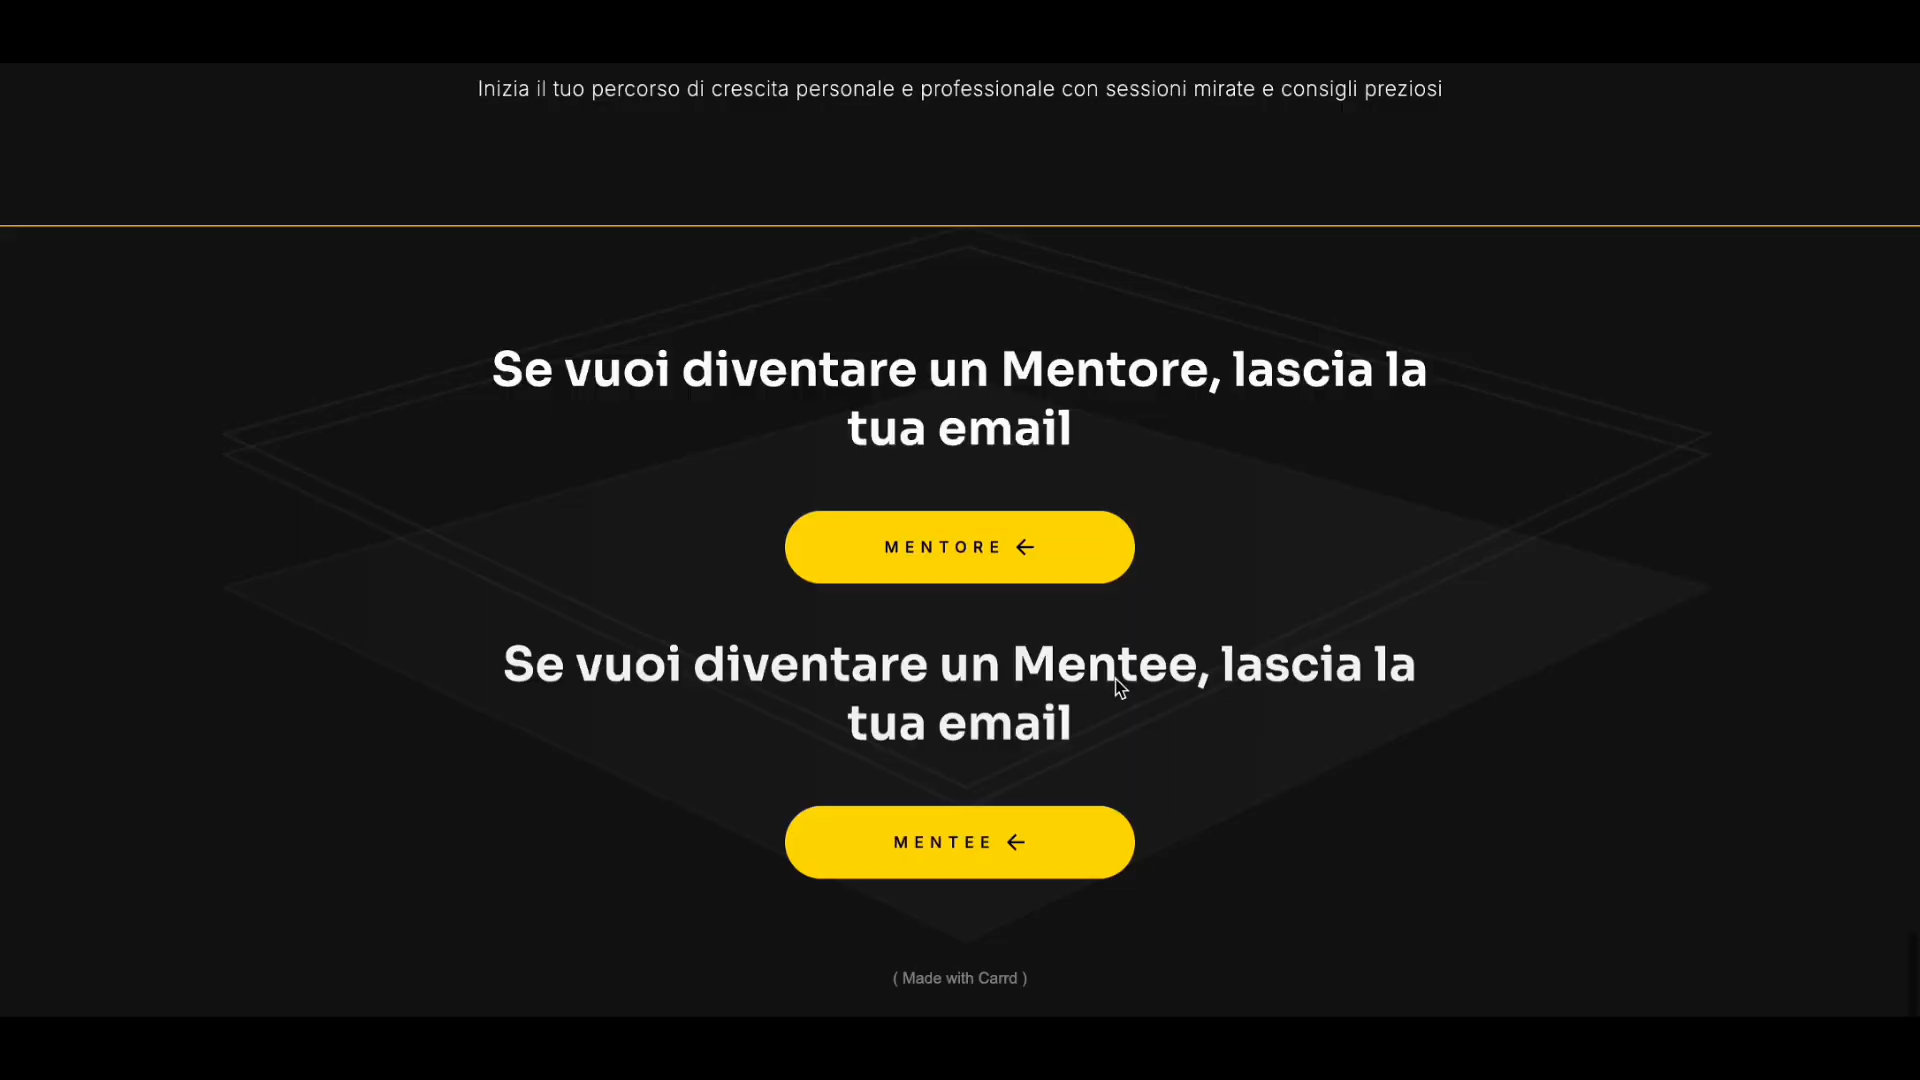 Inizia il tuo percorso di crescita personale e professionale con sessioni mirate e consigli preziosi
Se vuoi diventare un Mentore, lascia la
tua email
MENTORE ←
Se vuoi diventare un Mentee, lascia la
tua email
MENTEE ←
( Made with Carrd )